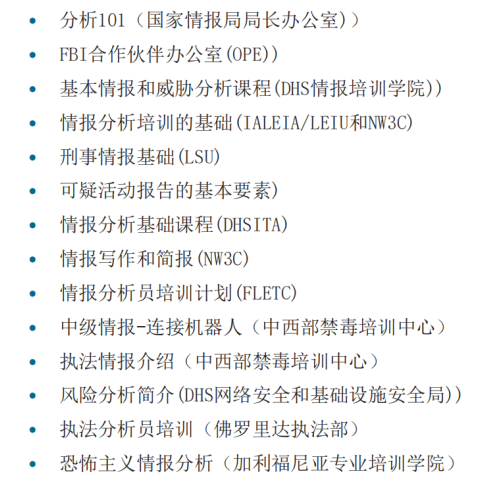 • 分析101（国家情报局局长办公室)）
• FBI合作伙伴办公室(OPE))
• 基本情报和威胁分析课程(DHS情报培训学院))
• 情报分析培训的基础(IALEIA/LEIU和NW3C)
• 刑事情报基础(LSU)
• 可疑活动报告的基本要素)
• 情报分析基础课程(DHSITA)
• 情报写作和简报(NW3C)
• 情报分析员培训计划(FLETC)
• 中级情报-连接机器人（中西部禁毒培训中心）
• 执法情报介绍（中西部禁毒培训中心）
• 风险分析简介(DHS网络安全和基础设施安全局))
• 执法分析员培训（佛罗里达执法部）
• 恐怖主义情报分析（加利福尼亚专业培训学院）